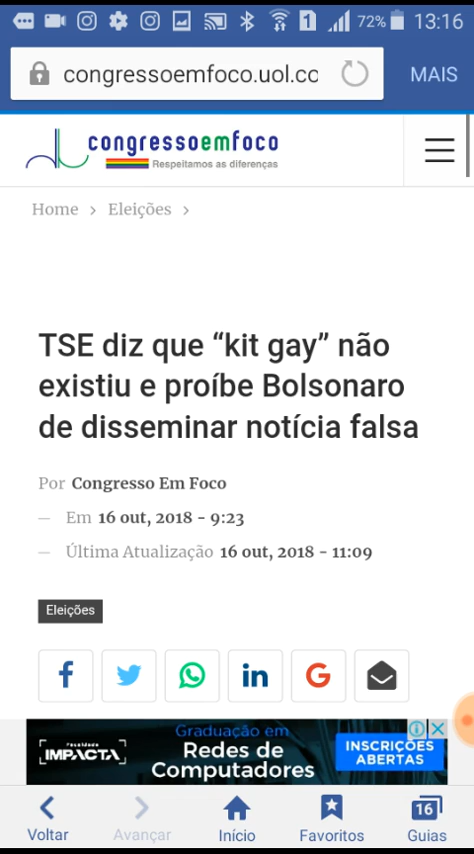 72% 13:16
congressoemfoco.uol.cc MAIS
congressoemfoco
Respeitamos as diferenças
Home > Eleições >
TSE diz que “kit gay” não
existiu e proíbe Bolsonaro
de disseminar notícia falsa
Por Congresso Em Foco
— Em 16 out, 2018 - 9:23
— Última Atualização 16 out, 2018 - 11:09
Eleições
Faculdade
IMPACTA
Graduação em
Redes de
Computadores
INSCRIÇÕES
ABERTAS
16
Voltar Avançar Início Favoritos Guias